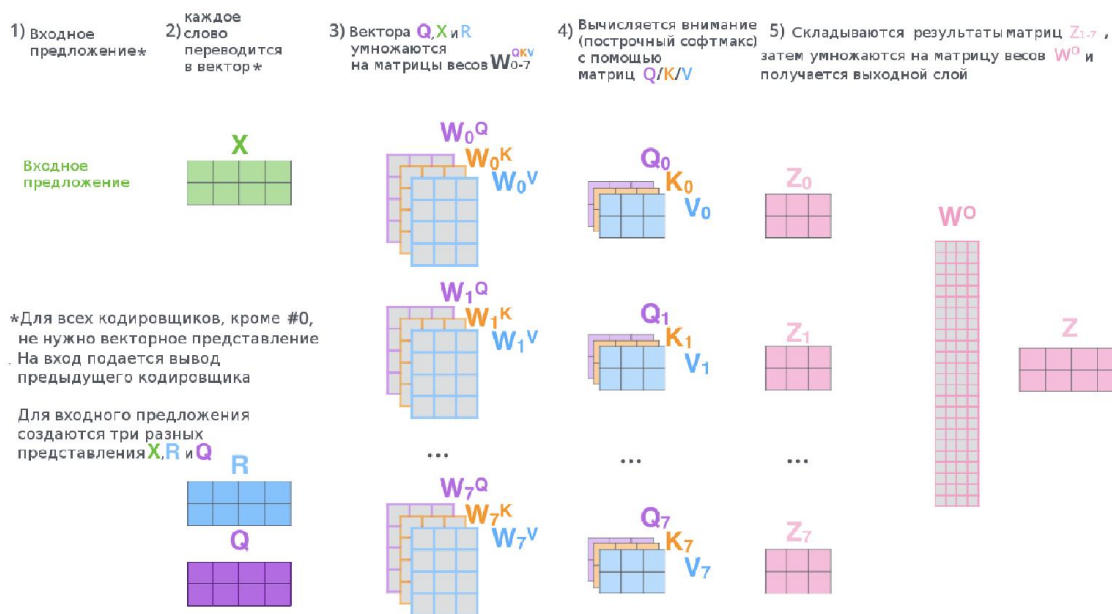 1) Входное
предложение*
2) каждое
слово
переводится
в вектор*
3) Вектора Q,X и R
умножаются
на матрицы весов W0-7QKV
4) Вычисляется внимание
(построчный софтмакс)
с помощью
матриц Q/K/V
5) Складываются результаты матриц Z1-7 ,
затем умножаются на матрицу весов WO и
получается выходной слой
Входное
предложение
X
W0Q
W0K
W0V
Q0
K0
V0
Z0
WO
*Для всех кодировщиков, кроме #0,
не нужно векторное представление
. На вход подается вывод
предыдущего кодировщика
W1Q
W1K
W1V
Q1
K1
V1
Z1
Z
Для входного предложения
создаются три разных
представления X,R и Q
...
...
...
R
Q
W7Q
W7K
W7V
Q7
K7
V7
Z7